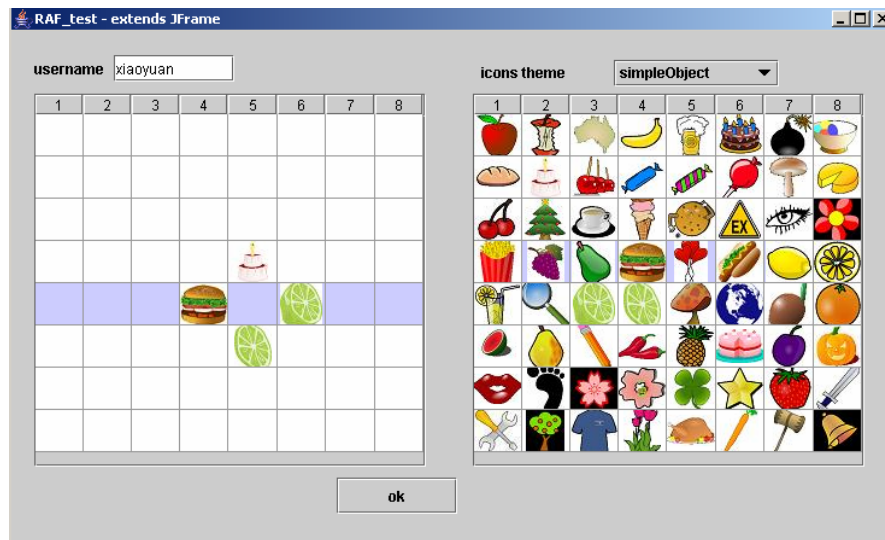 RAF_test - extends JFrame
username xiaoyuan
icons theme simpleObject
1 2 3 4 5 6 7 8
1 2 3 4 5 6 7 8
EX
ok